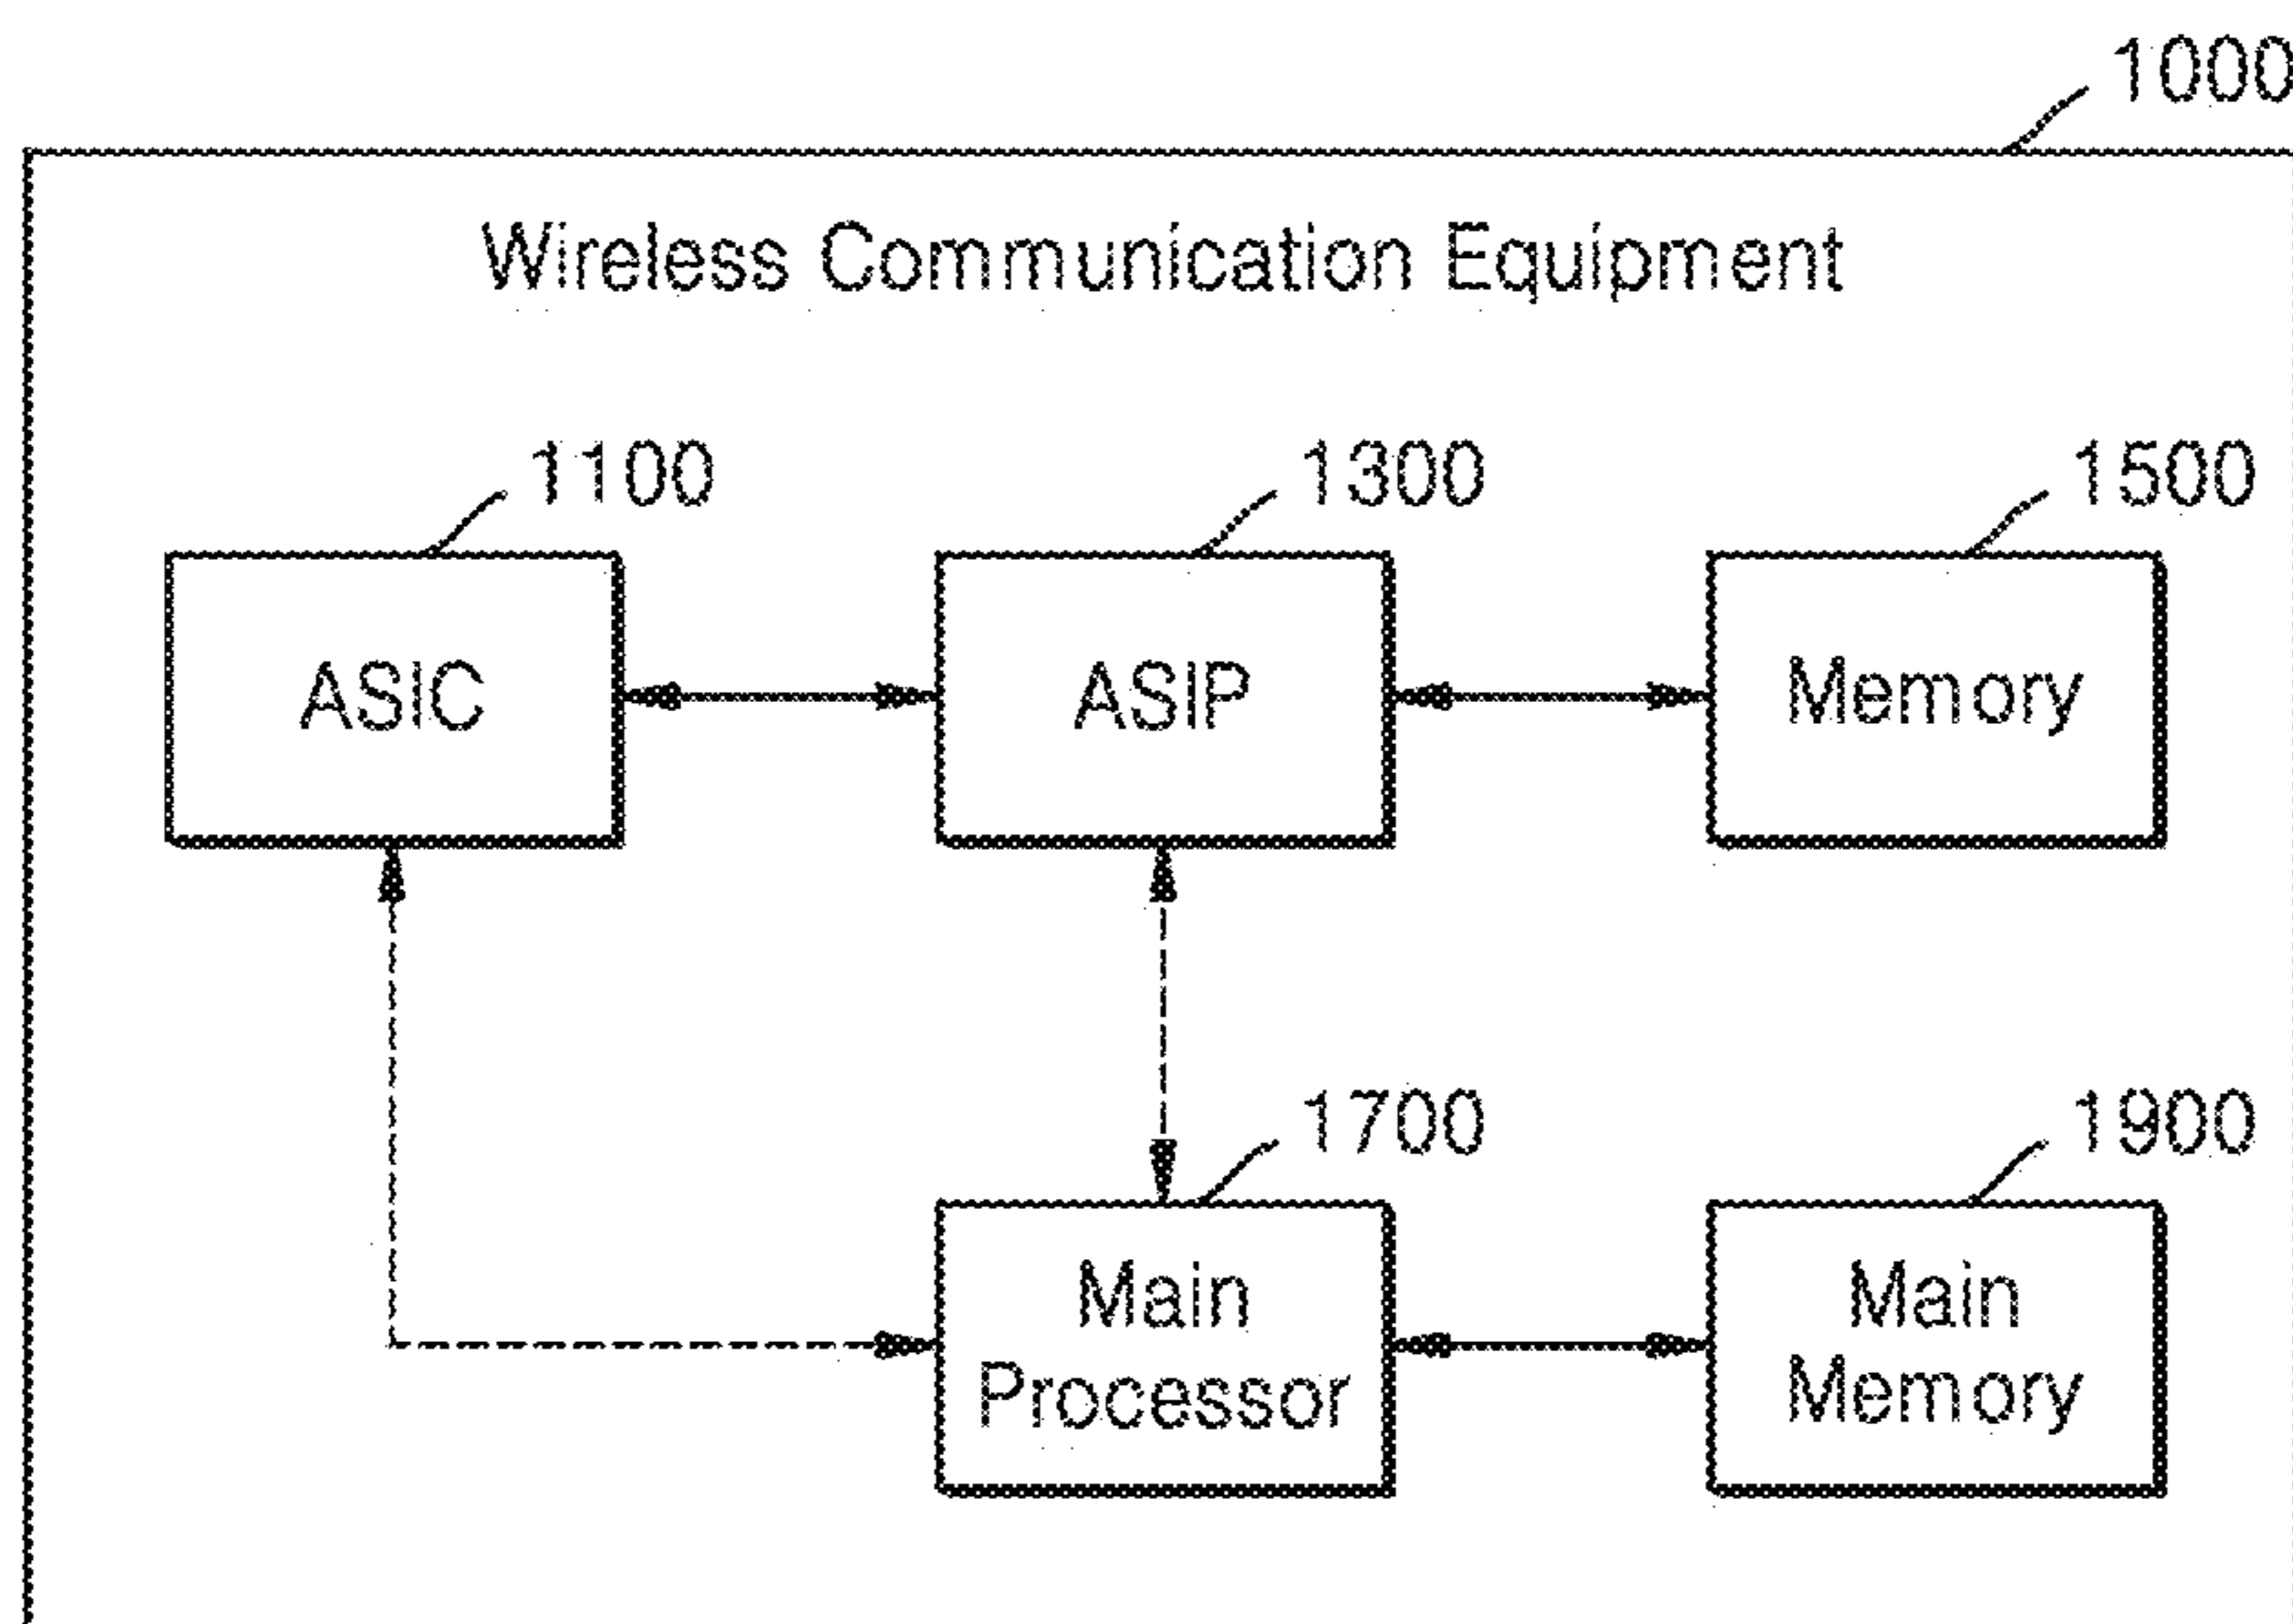 1000
Wireless Communication Equipment
1100
1300
1500
ASIC
ASIP
Memory
1700
1900
Main
Processor
Main
Memory